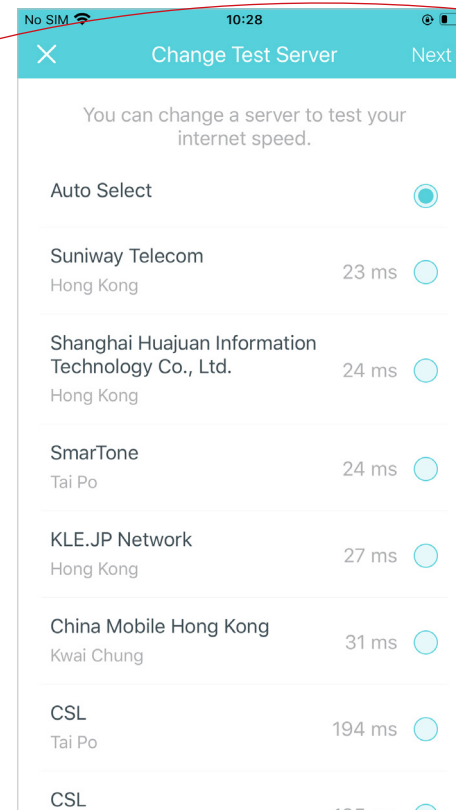 No SIM 10:28
Change Test Server Next
You can change a server to test your
internet speed.
Auto Select
Suniway Telecom
23 ms
Hong Kong
Shanghai Huajuan Information
Technology Co., Ltd.
24 ms
Hong Kong
SmarTone
24 ms
Tai Po
KLE.JP Network
27 ms
Hong Kong
China Mobile Hong Kong
31 ms
Kwai Chung
CSL
194 ms
Tai Po
CSL